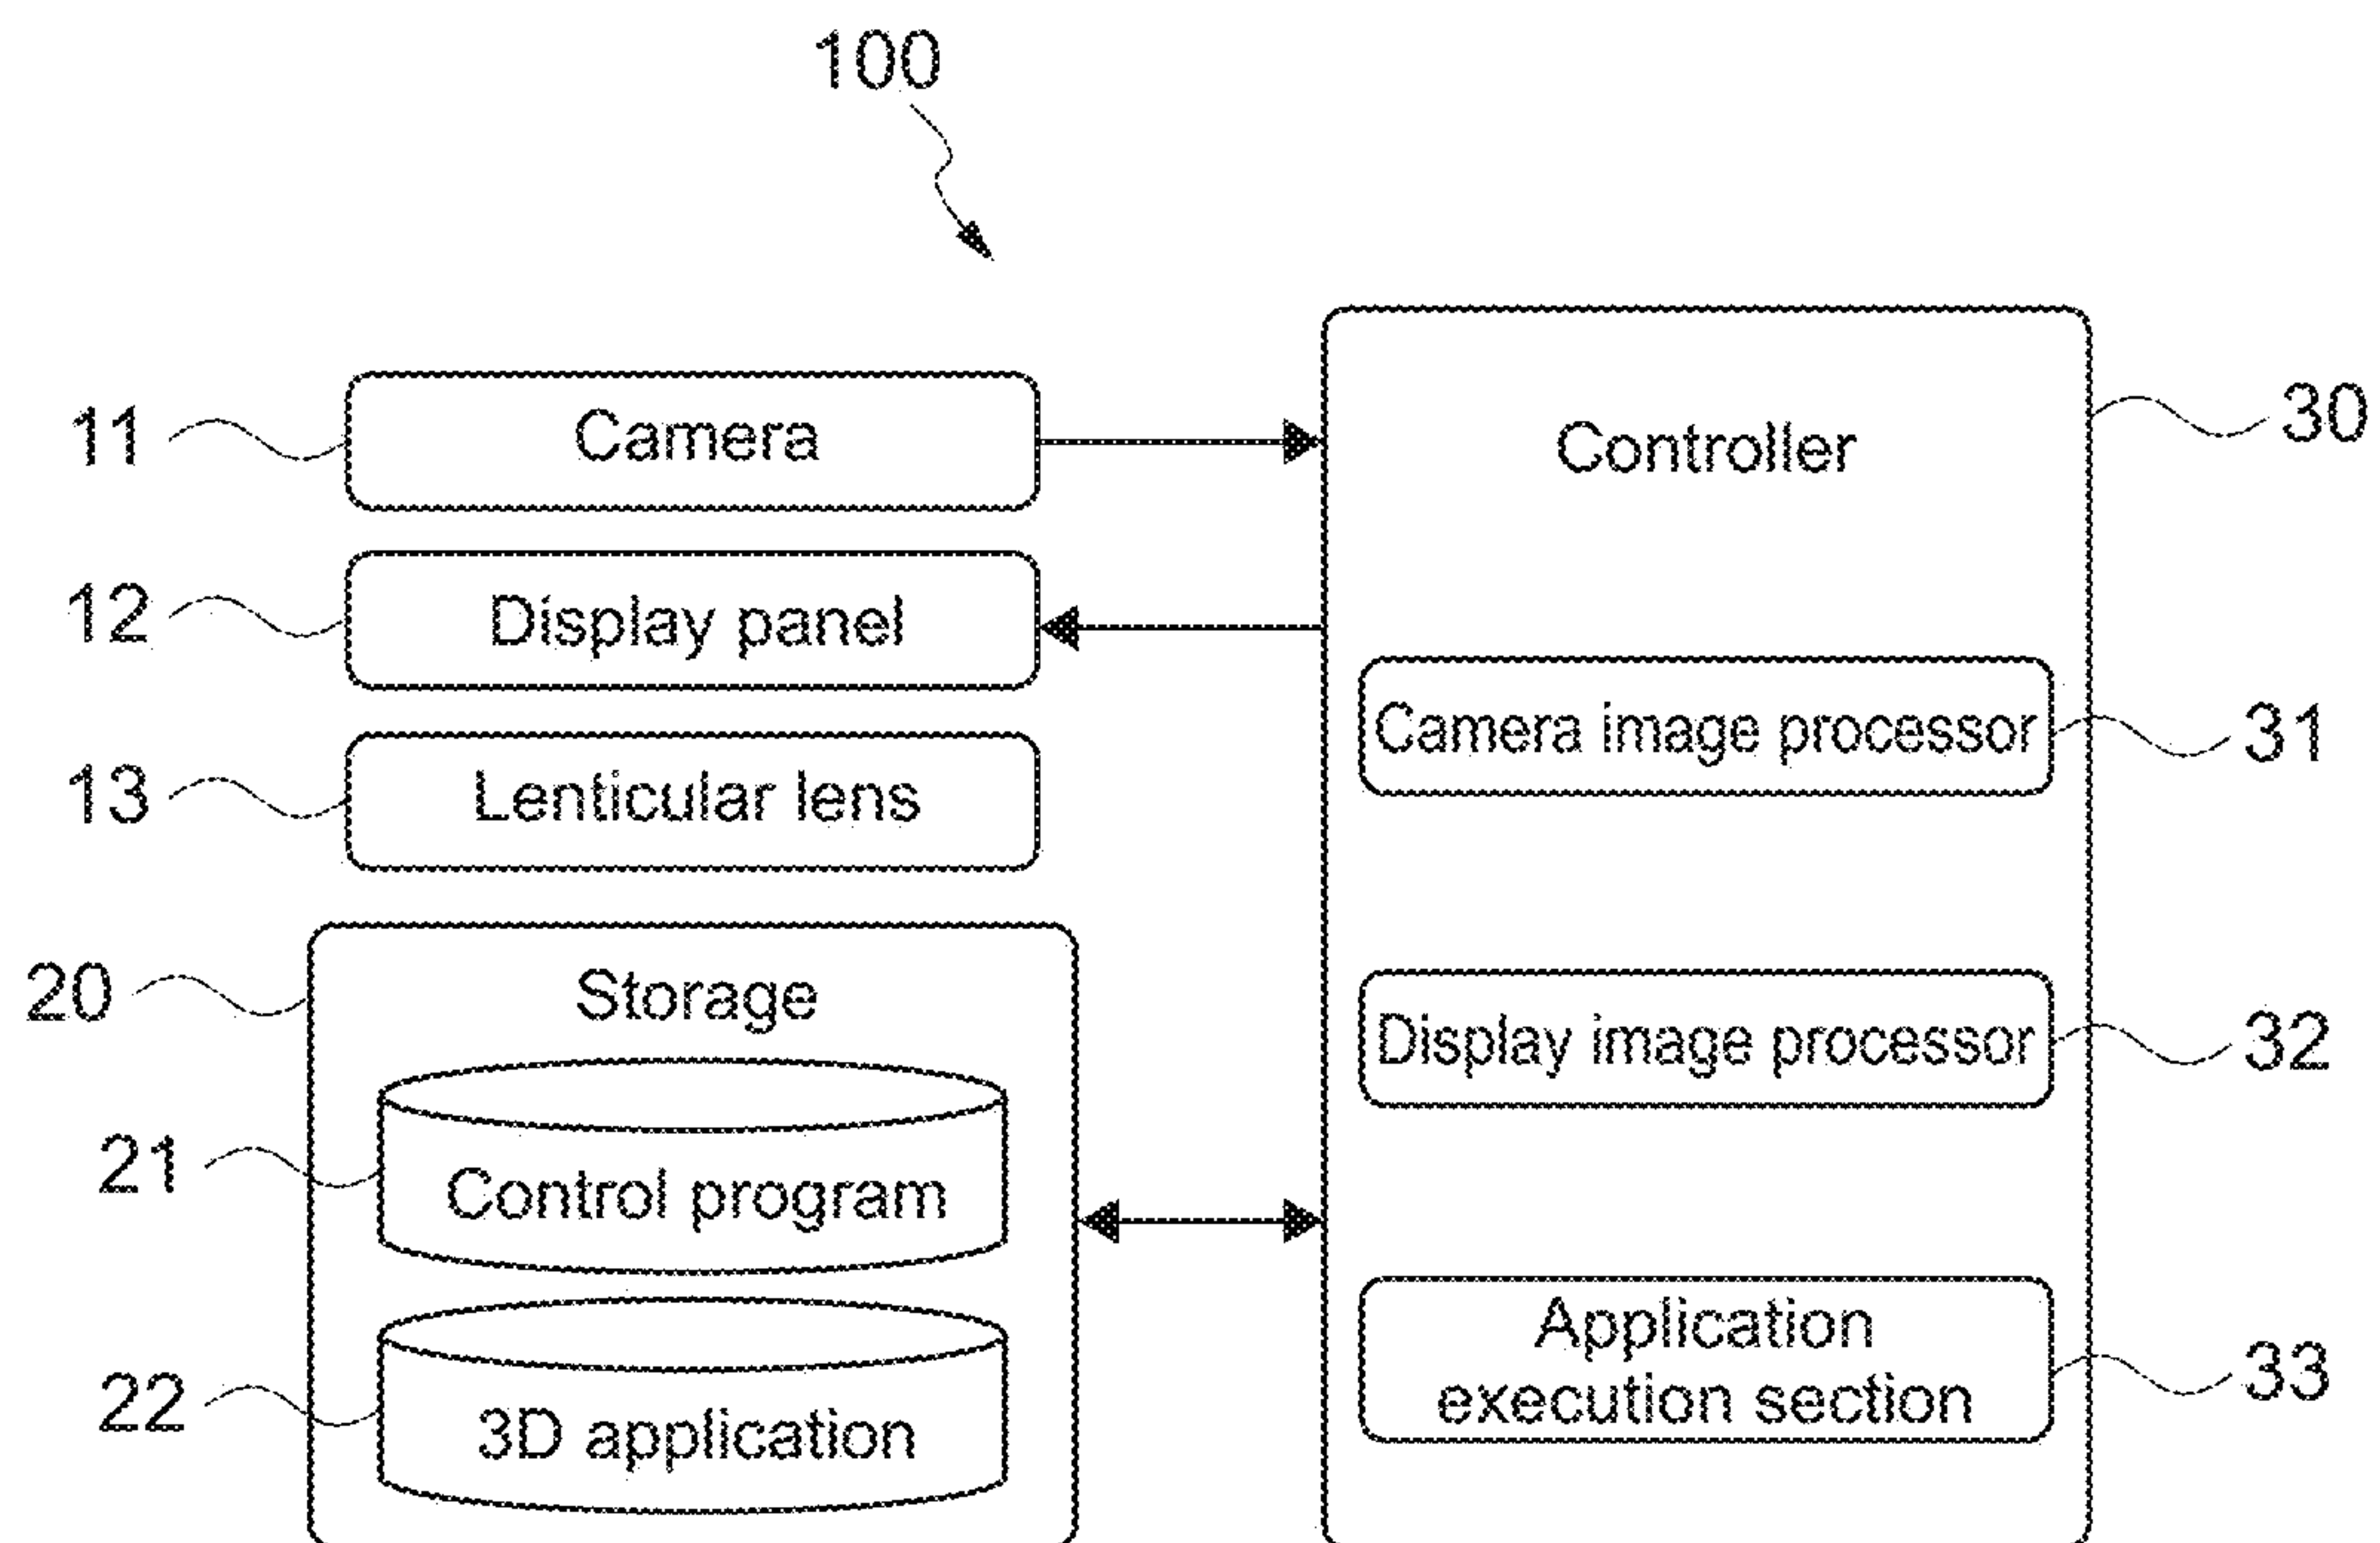 100
11
Camera
Controller
30
12
Display panel
Camera image processor
31
13
Lenticular lens
20
Storage
Display image processor
32
21
Control program
Application
execution section
33
22
3D application